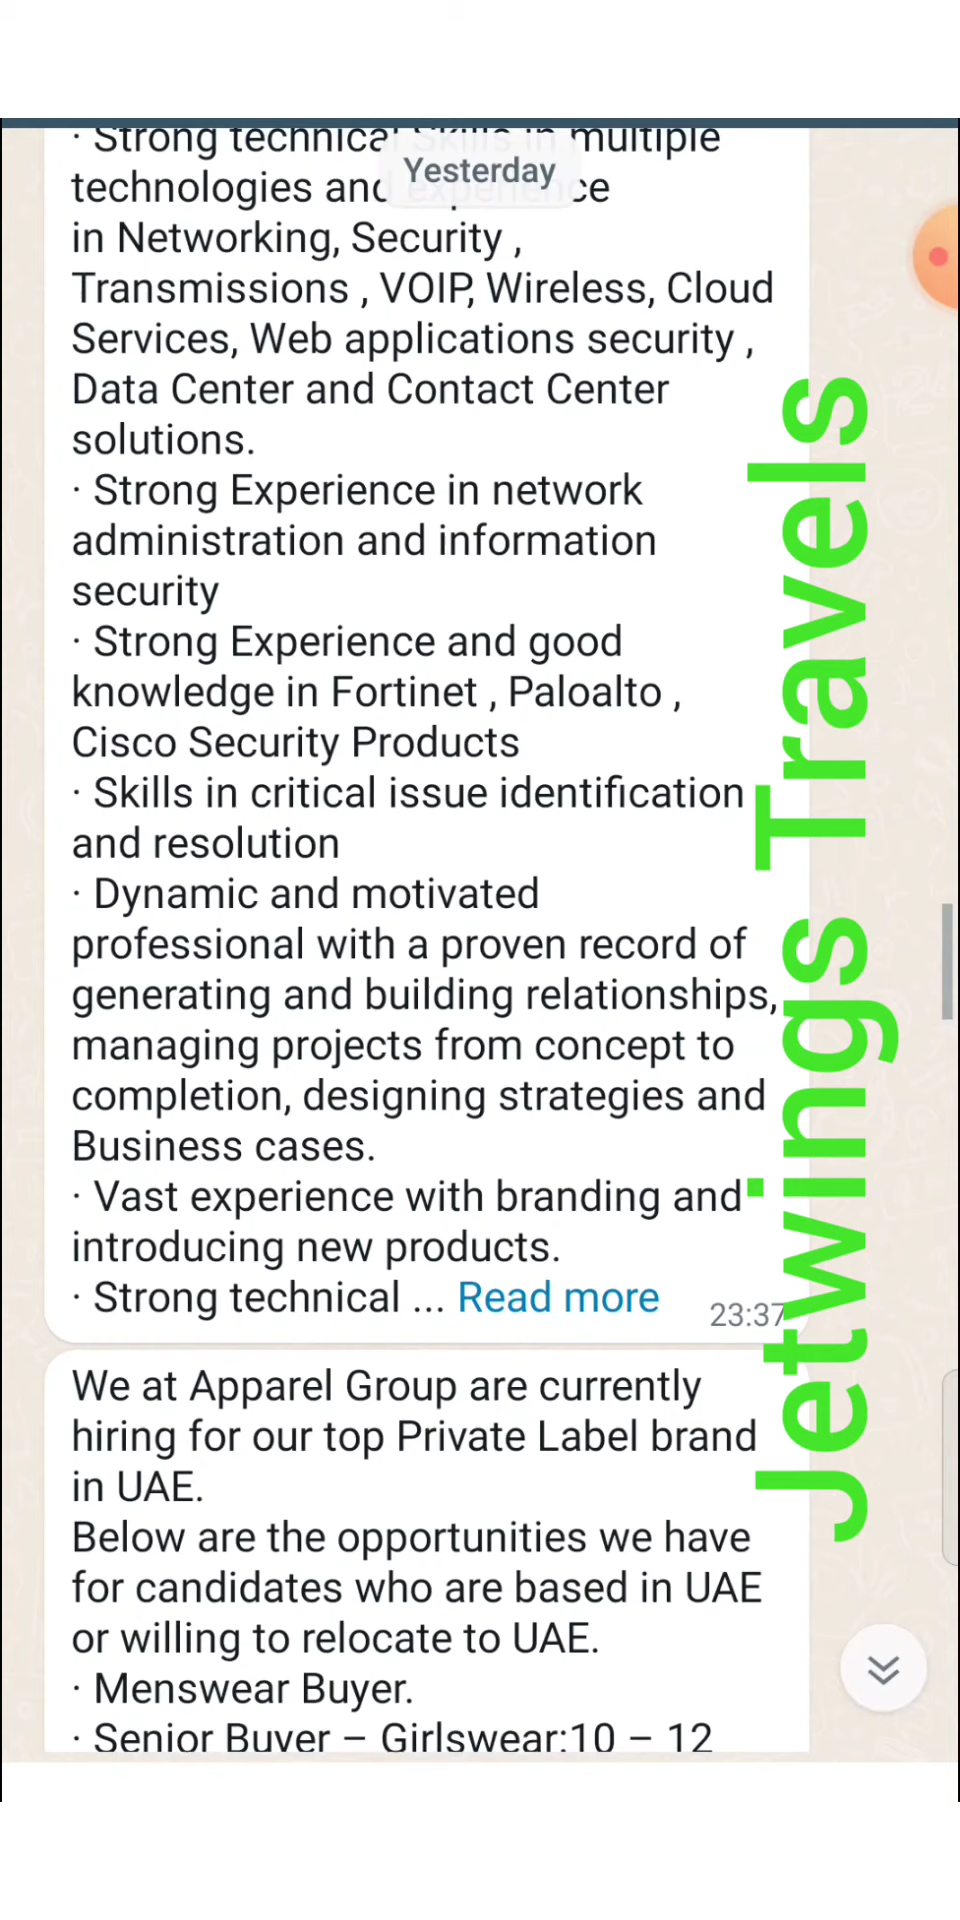 · Strong technical Skills in multiple
Yesterday
technologies and experience
in Networking, Security ,
Transmissions , VOIP, Wireless, Cloud
Services, Web applications security ,
Data Center and Contact Center
solutions.
· Strong Experience in network
administration and information
security
· Strong Experience and good
knowledge in Fortinet , Paloalto ,
Cisco Security Products
· Skills in critical issue identification
and resolution
· Dynamic and motivated
professional with a proven record of
generating and building relationships,
managing projects from concept to
completion, designing strategies and
Business cases.
· Vast experience with branding and
introducing new products.
· Strong technical ... Read more
23:37
We at Apparel Group are currently
hiring for our top Private Label brand
in UAE.
Below are the opportunities we have
for candidates who are based in UAE
or willing to relocate to UAE.
· Menswear Buyer.
· Senior Buyer – Girlswear:10 – 12
Jetwings Travels